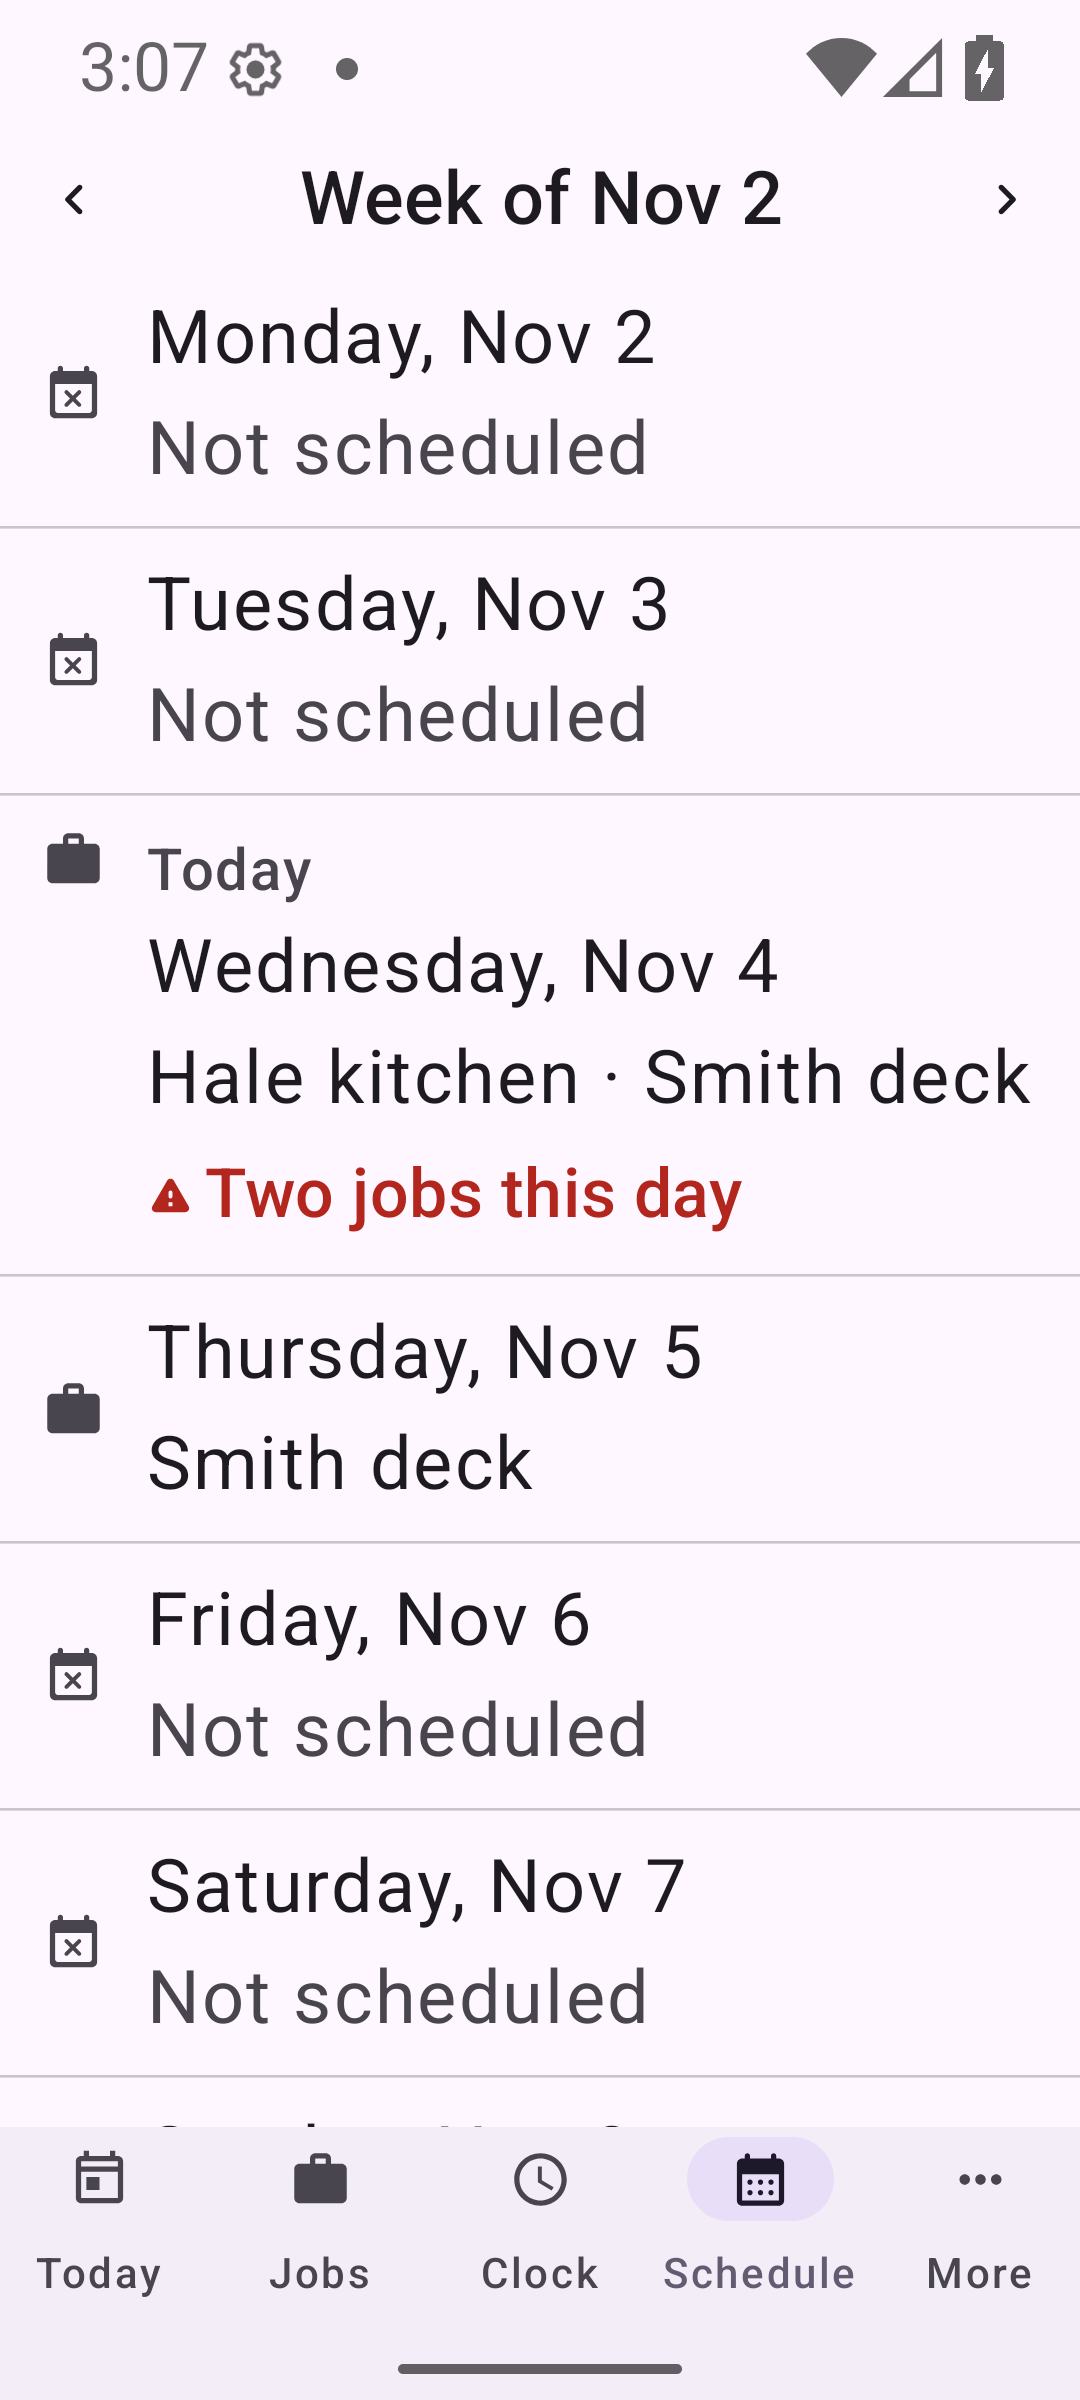 3:07
Week of Nov 2
Monday, Nov 2
Not scheduled
Tuesday, Nov 3
Not scheduled
Today
Wednesday, Nov 4
Hale kitchen · Smith deck
Two jobs this day
Thursday, Nov 5
Smith deck
Friday, Nov 6
Not scheduled
Saturday, Nov 7
Not scheduled
Today Jobs Clock Schedule More